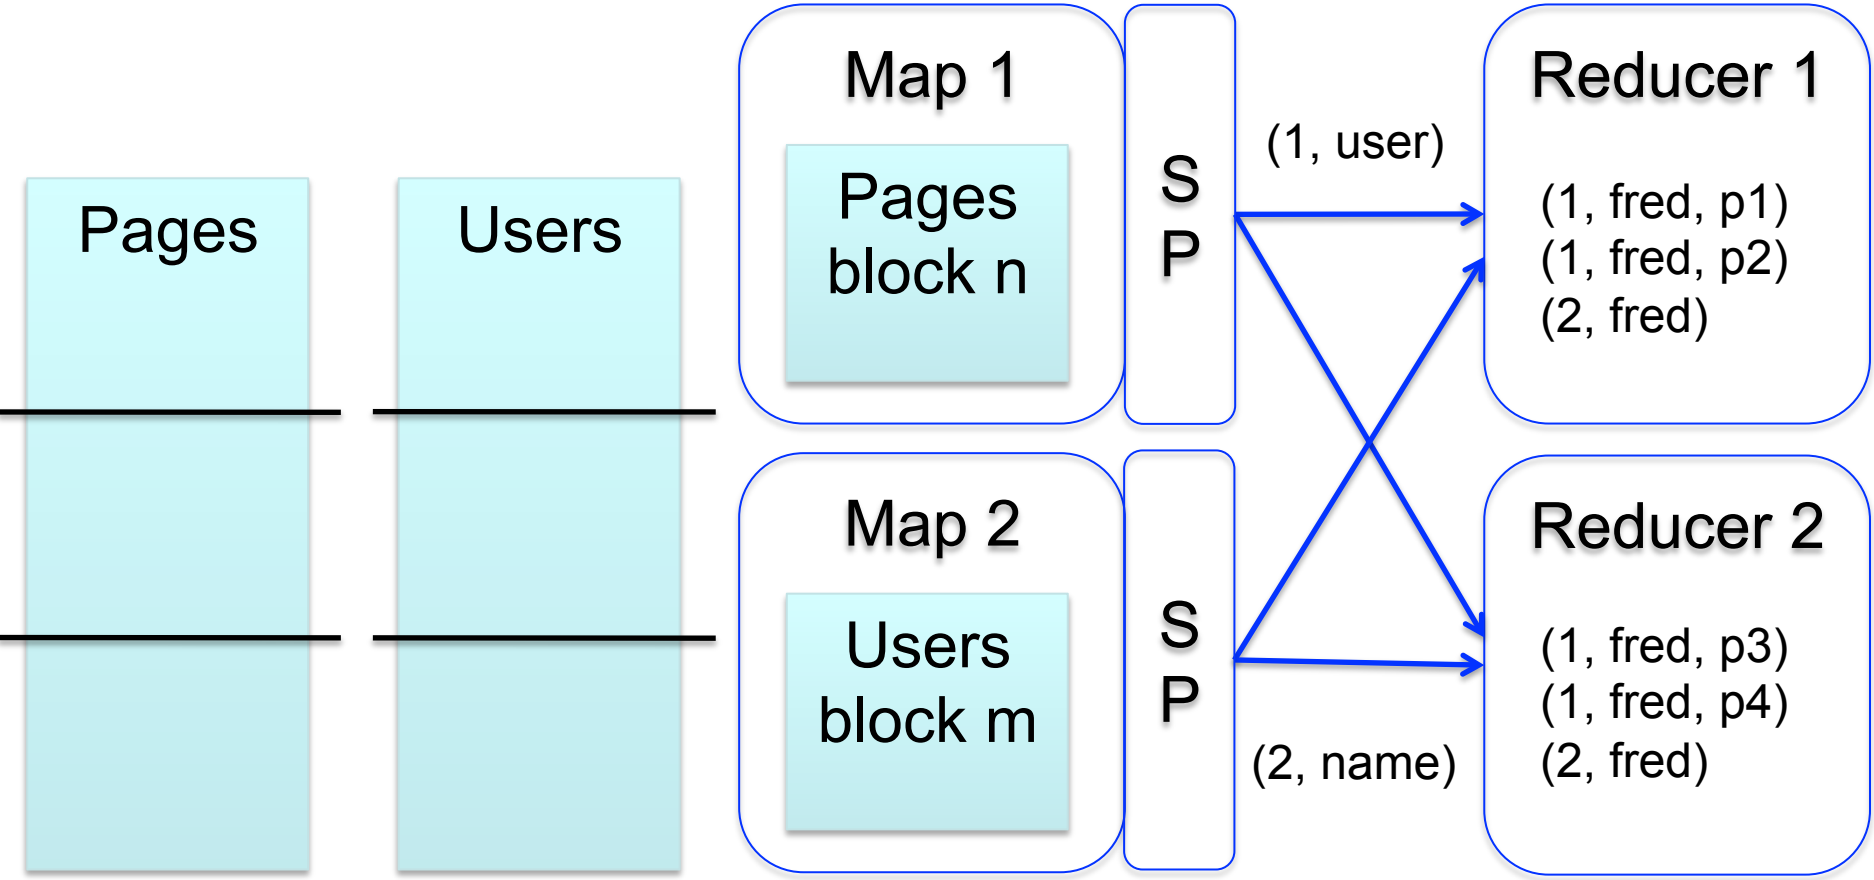 Pages
Users
Map 1
Pages
block n
S
P
(1, user)
Reducer 1
(1, fred, p1)
(1, fred, p2)
(2, fred)
Map 2
Users
block m
S
P
(2, name)
Reducer 2
(1, fred, p3)
(1, fred, p4)
(2, fred)